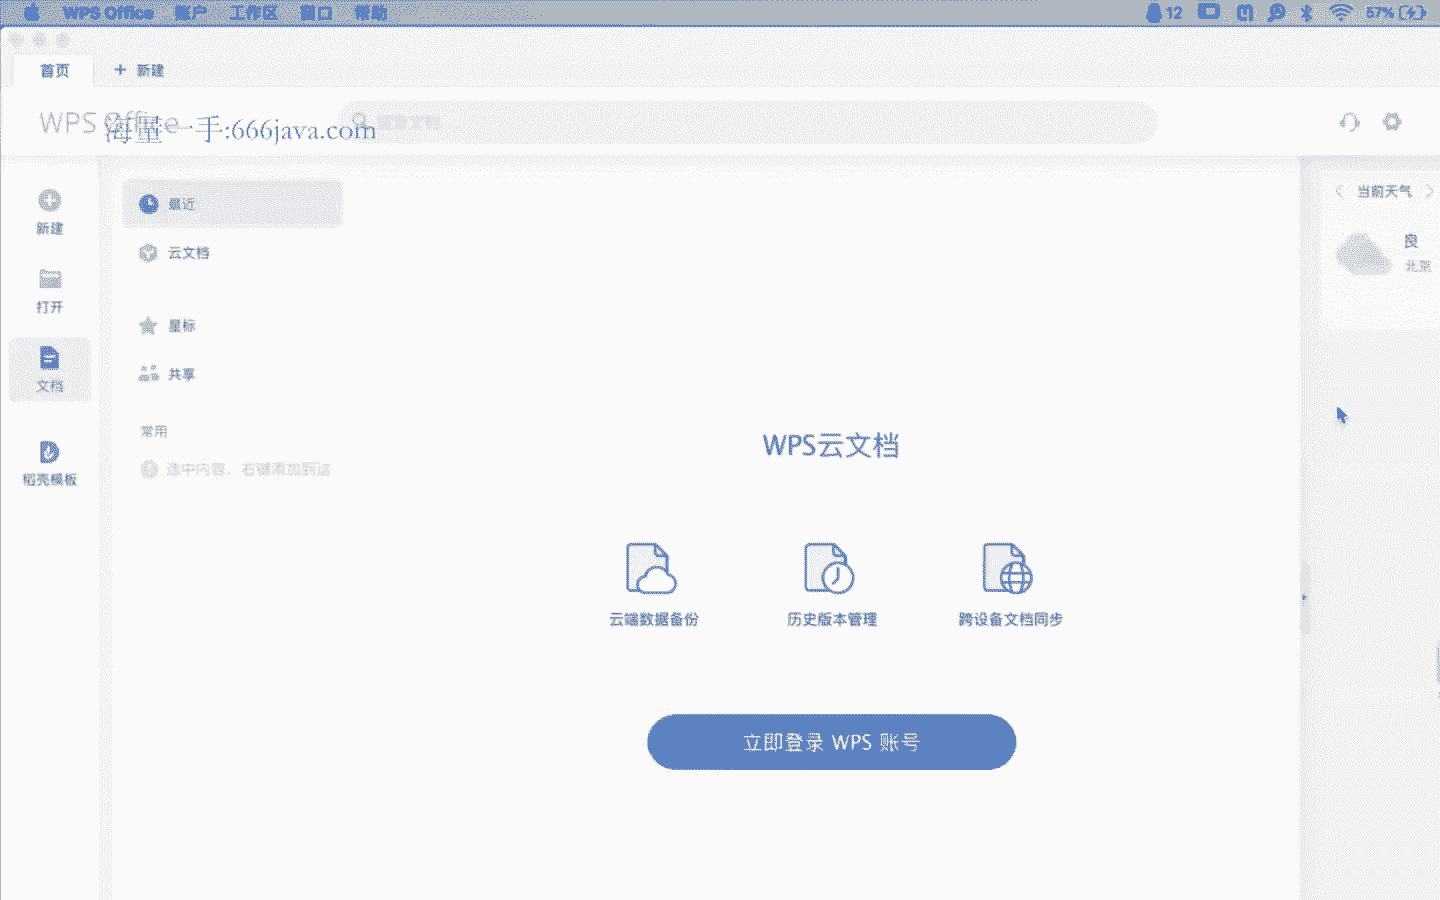 WPS Office 账户 工作区 窗口 帮助 12 57%
首页 + 新建
WPS Office
海量一手:666java.com
当前天气
最近
新建
良
云文档
北京
打开
星标
共享
文档
常用
WPS云文档
选中内容，右键添加到这
稻壳模板
云端数据备份 历史版本管理 跨设备文档同步
立即登录 WPS 账号